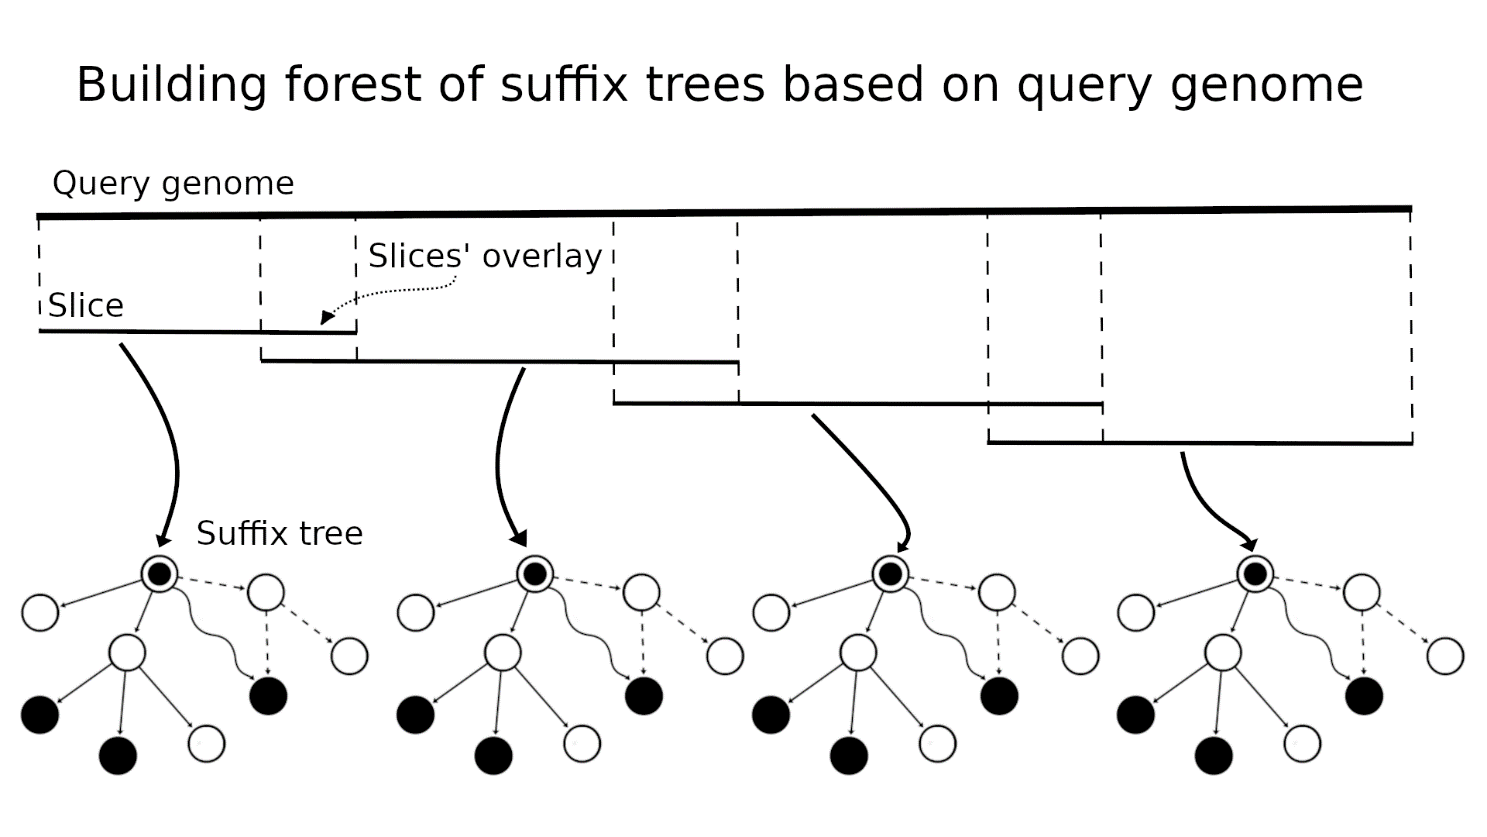 Building forest of suffix trees based on query genome
Query genome
Slices' overlay
Slice
Suffix tree